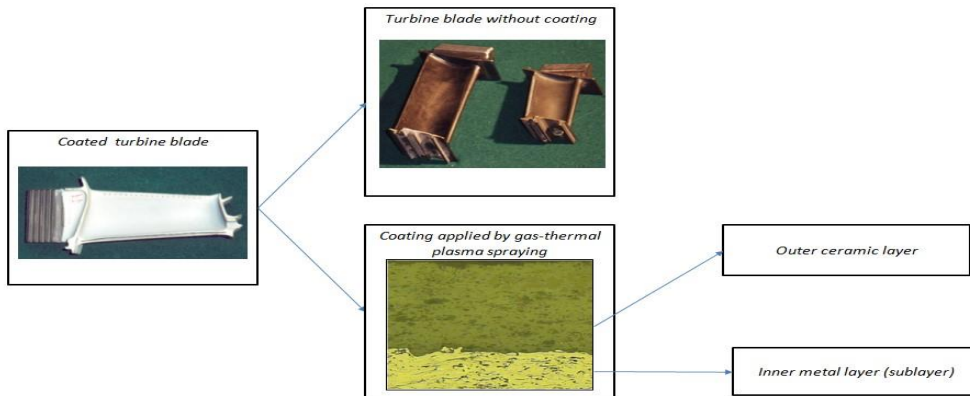 Turbine blade without coating
Coated turbine blade
Coating applied by gas-thermal
plasma spraying
Outer ceramic layer
Inner metal layer (sublayer)